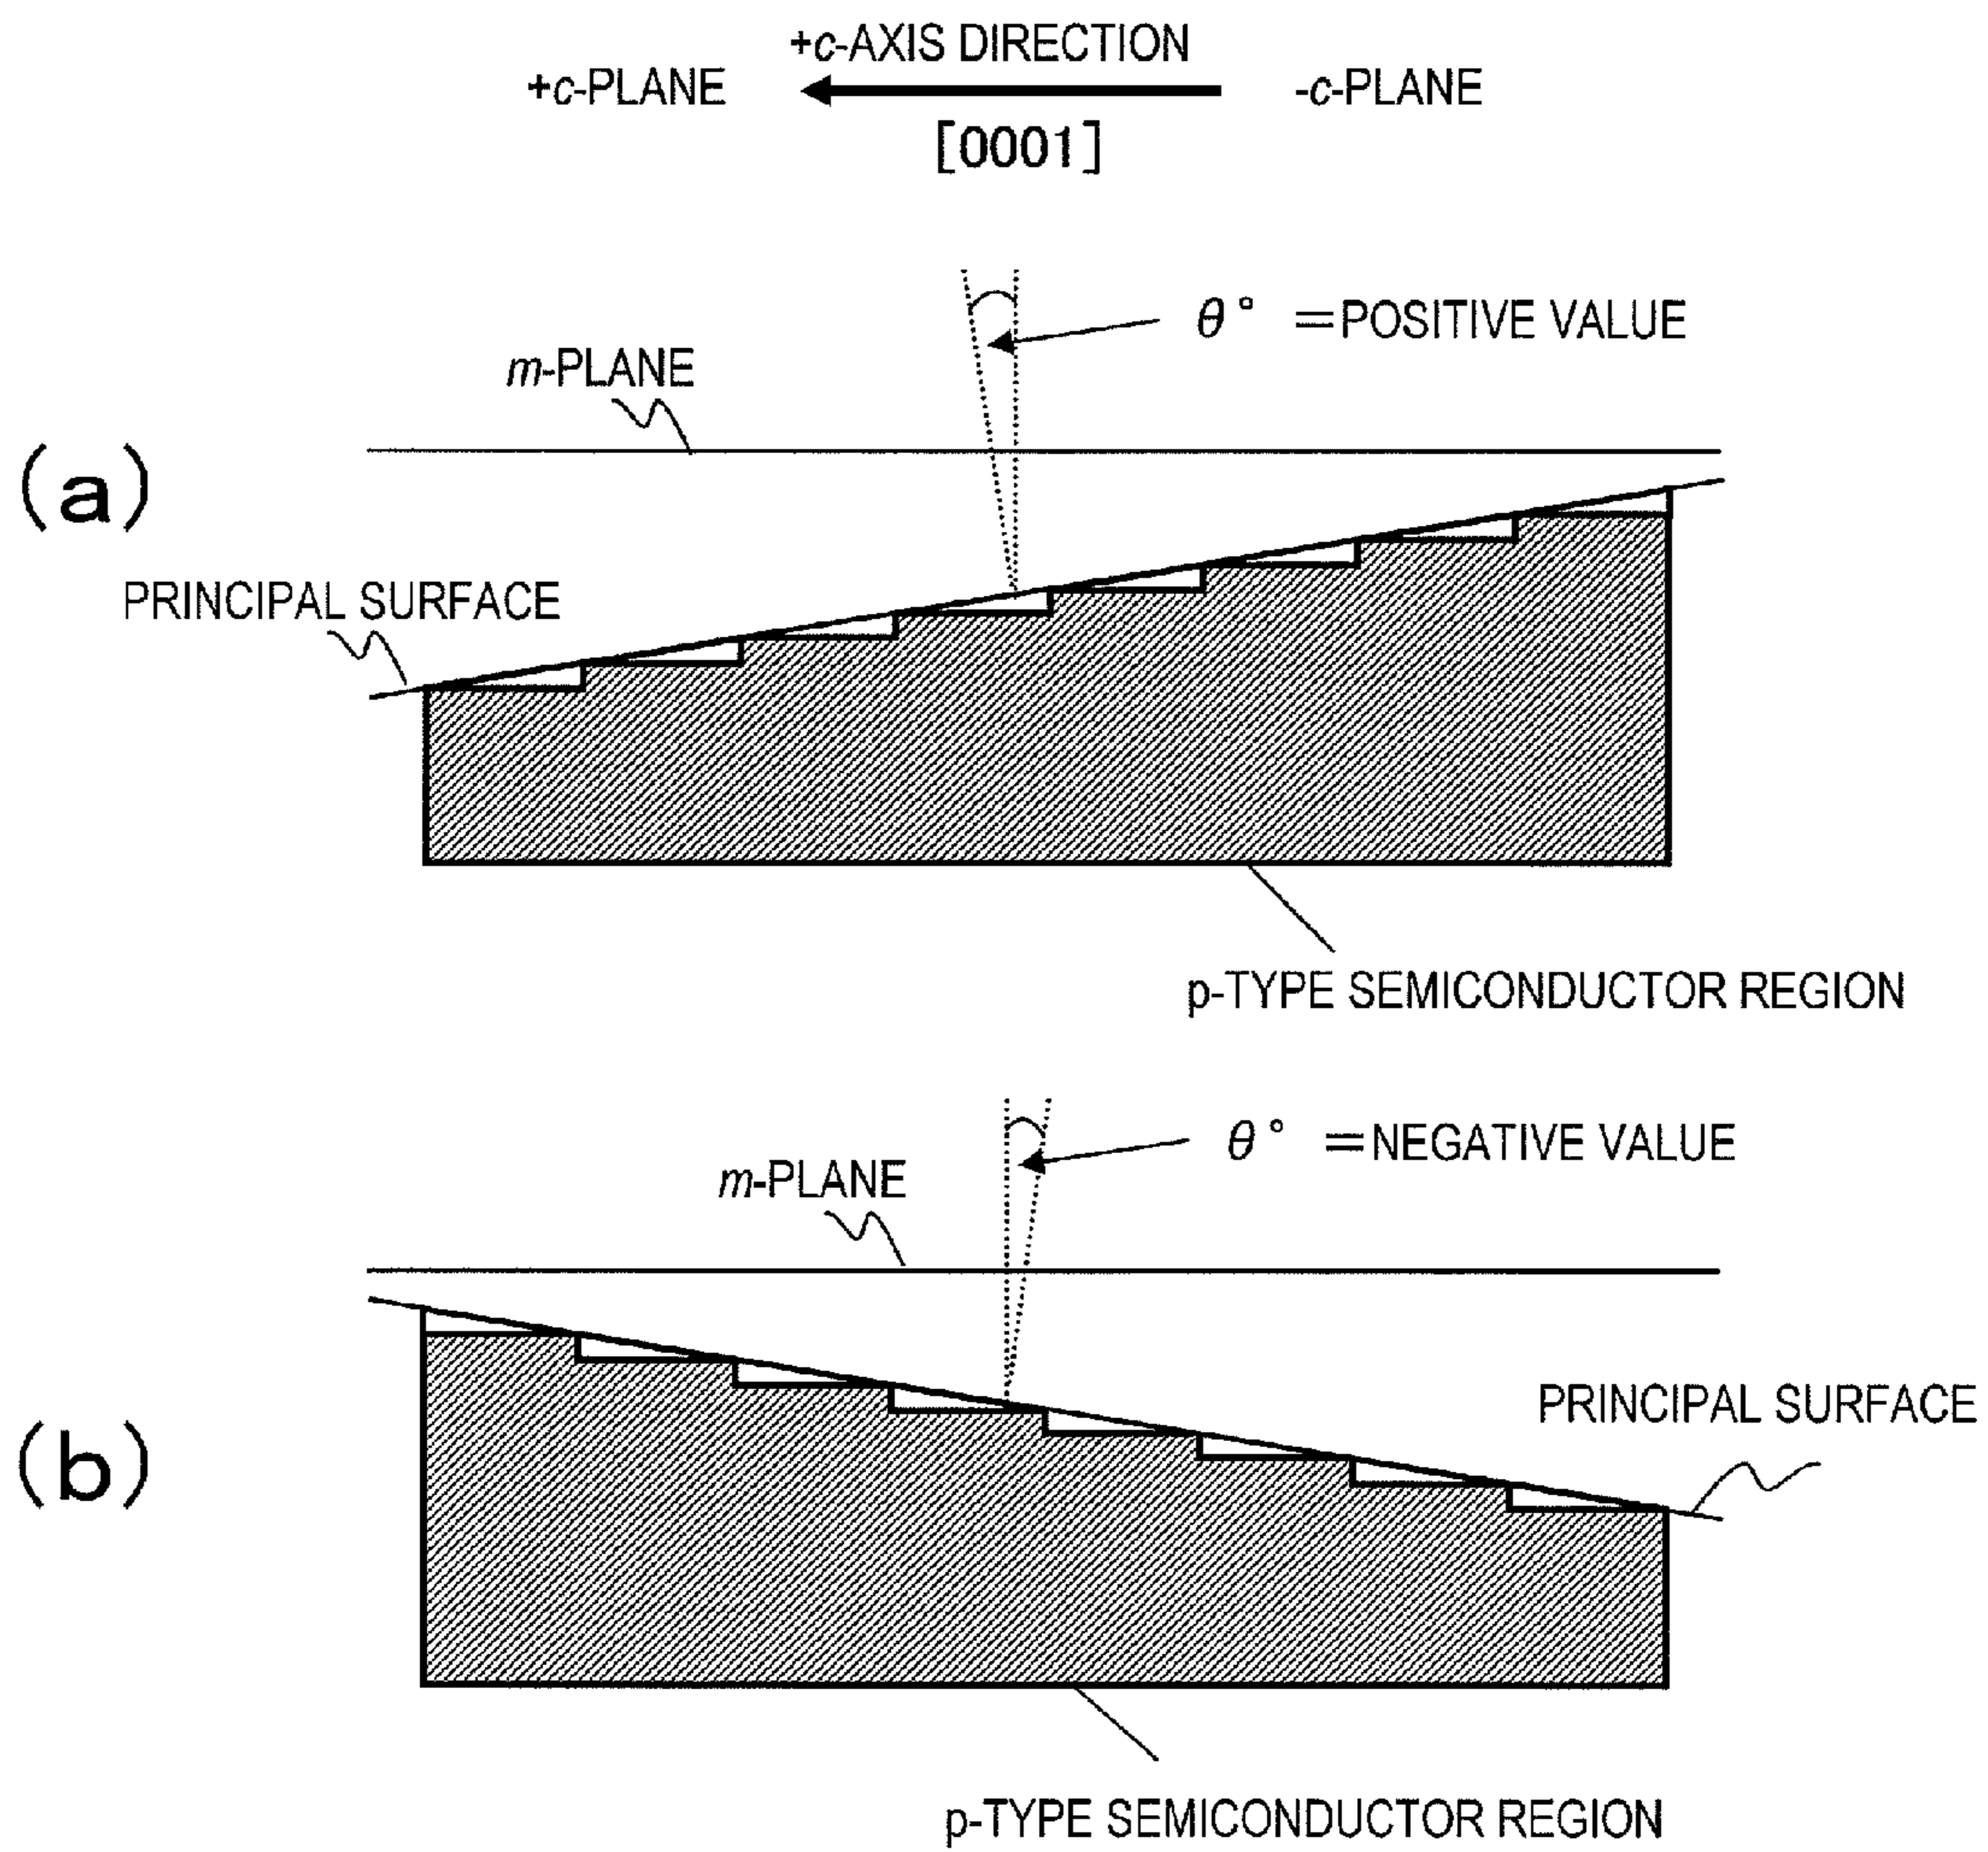 +c-AXIS DIRECTION
+c-PLANE
-c-PLANE
[0001]
θ° =POSITIVE VALUE
m-PLANE
(a)
PRINCIPAL SURFACE
p-TYPE SEMICONDUCTOR REGION
θ° =NEGATIVE VALUE
m-PLANE
PRINCIPAL SURFACE
(b)
p-TYPE SEMICONDUCTOR REGION